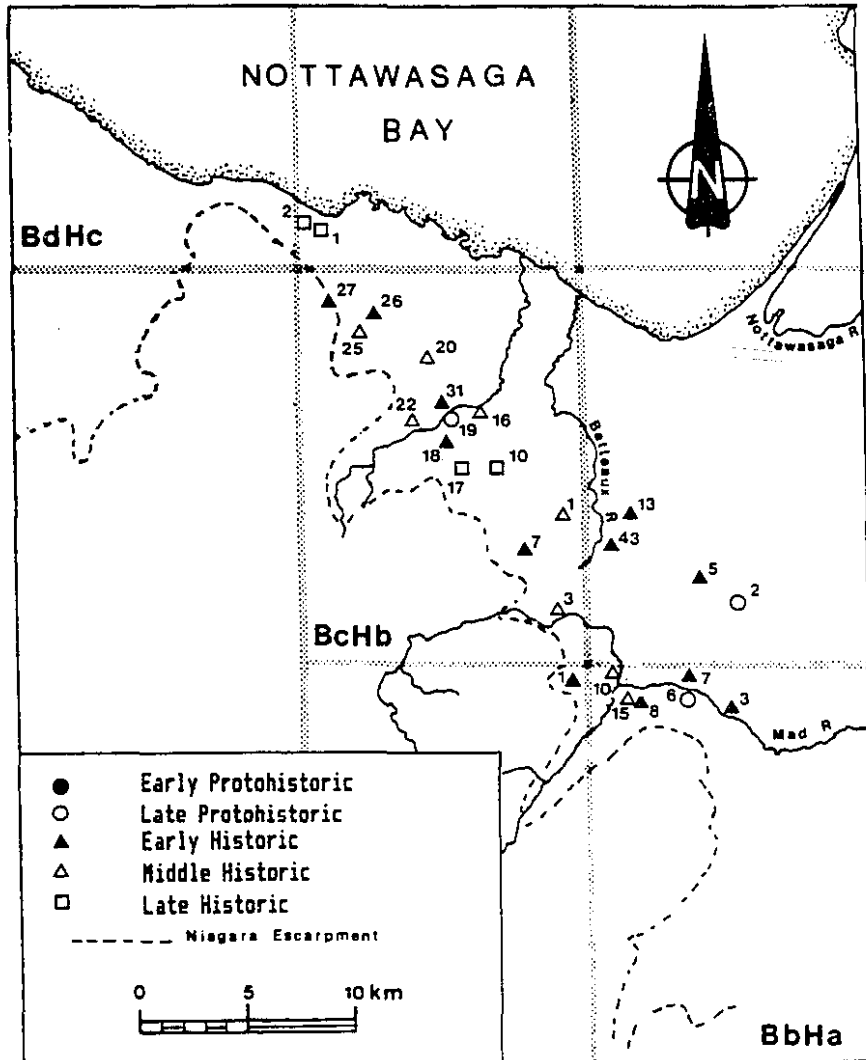 NOTTAWASAGA
BAY
N
BdHc
2
1
27
26
25
20
Nottawasaga R
31
22
19
16
18
17
10
Batteaux R
1
13
7
43
5
2
3
BcHb
1
10
7
6
15
8
3
Mad R
Early Protohistoric
Late Protohistoric
Early Historic
Middle Historic
Late Historic
Niagara Escarpment
0 5 10 km
BbHa